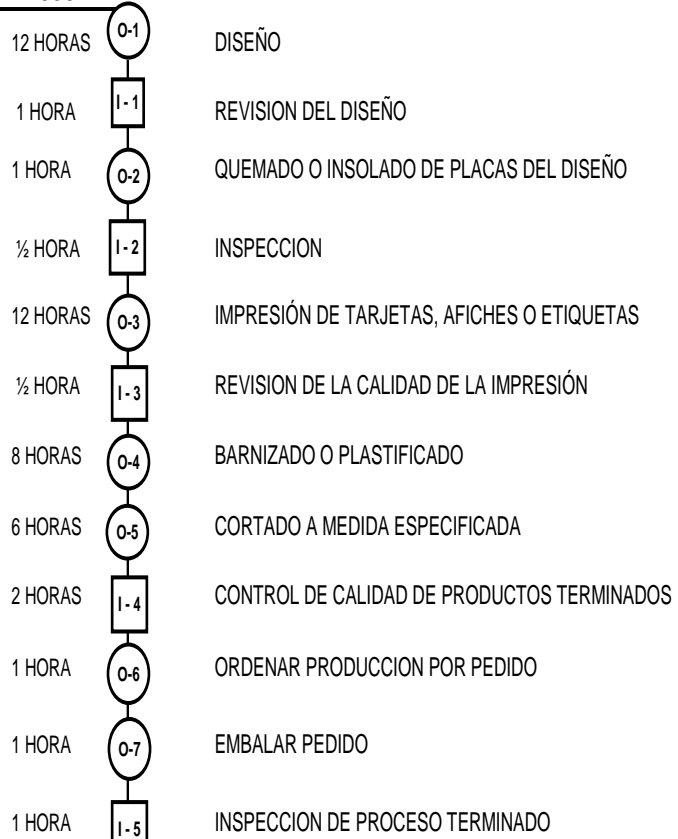 12 HORAS O-1 DISEÑO
1 HORA I - 1 REVISION DEL DISEÑO
1 HORA O-2 QUEMADO O INSOLADO DE PLACAS DEL DISEÑO
½ HORA I - 2 INSPECCION
12 HORAS O-3 IMPRESIÓN DE TARJETAS, AFICHES O ETIQUETAS
½ HORA I - 3 REVISION DE LA CALIDAD DE LA IMPRESIÓN
8 HORAS O-4 BARNIZADO O PLASTIFICADO
6 HORAS O-5 CORTADO A MEDIDA ESPECIFICADA
2 HORAS I - 4 CONTROL DE CALIDAD DE PRODUCTOS TERMINADOS
1 HORA O-6 ORDENAR PRODUCCION POR PEDIDO
1 HORA O-7 EMBALAR PEDIDO
1 HORA I - 5 INSPECCION DE PROCESO TERMINADO